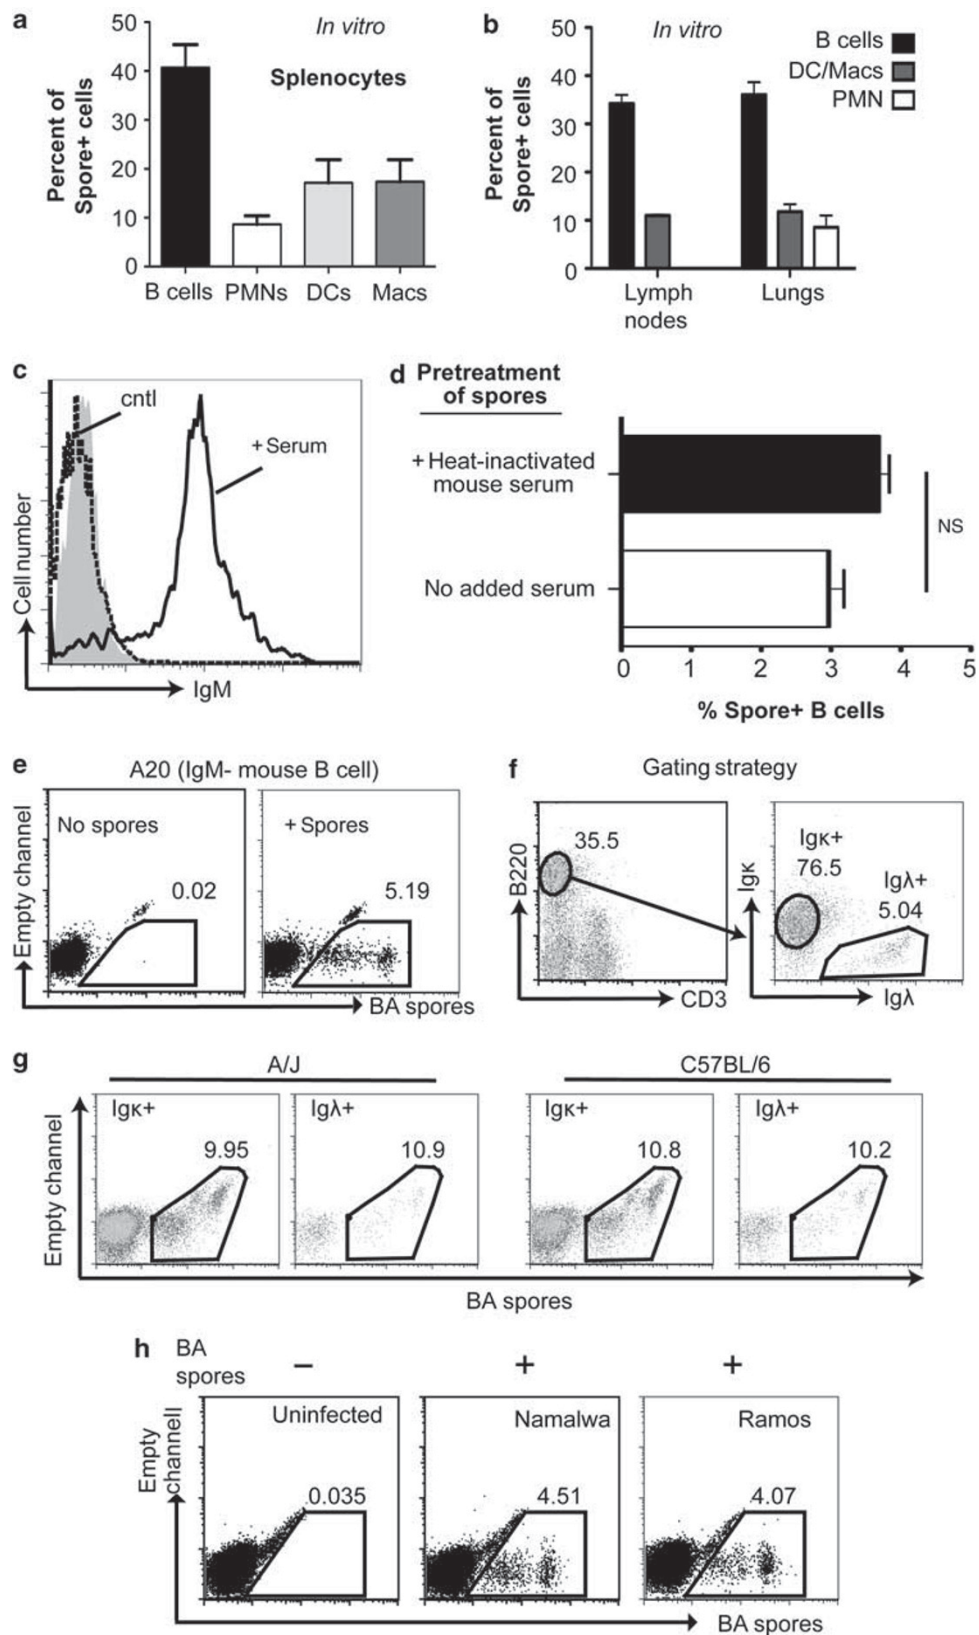 a
In vitro
Splenocytes
Percent of
Spore+ cells
50
40
30
20
10
0
B cells PMNs DCs Macs
b
In vitro
B cells
DC/Macs
PMN
Percent of
Spore+ cells
50
40
30
20
10
0
Lymph
nodes
Lungs
c
cntl
+ Serum
Cell number
IgM
d
Pretreatment
of spores
+ Heat-inactivated
mouse serum
No added serum
NS
0 1 2 3 4 5
% Spore+ B cells
e
A20 (IgM- mouse B cell)
Empty channel
No spores
0.02
+ Spores
5.19
BA spores
f
Gating strategy
B220
35.5
CD3
Igκ
Igκ+
76.5
Igλ+
5.04
Igλ
g
A/J
C57BL/6
Empty channel
Igκ+
9.95
Igλ+
10.9
Igκ+
10.8
Igλ+
10.2
BA spores
h
BA
spores
− + +
Empty
channell
Uninfected
0.035
Namalwa
4.51
Ramos
4.07
BA spores